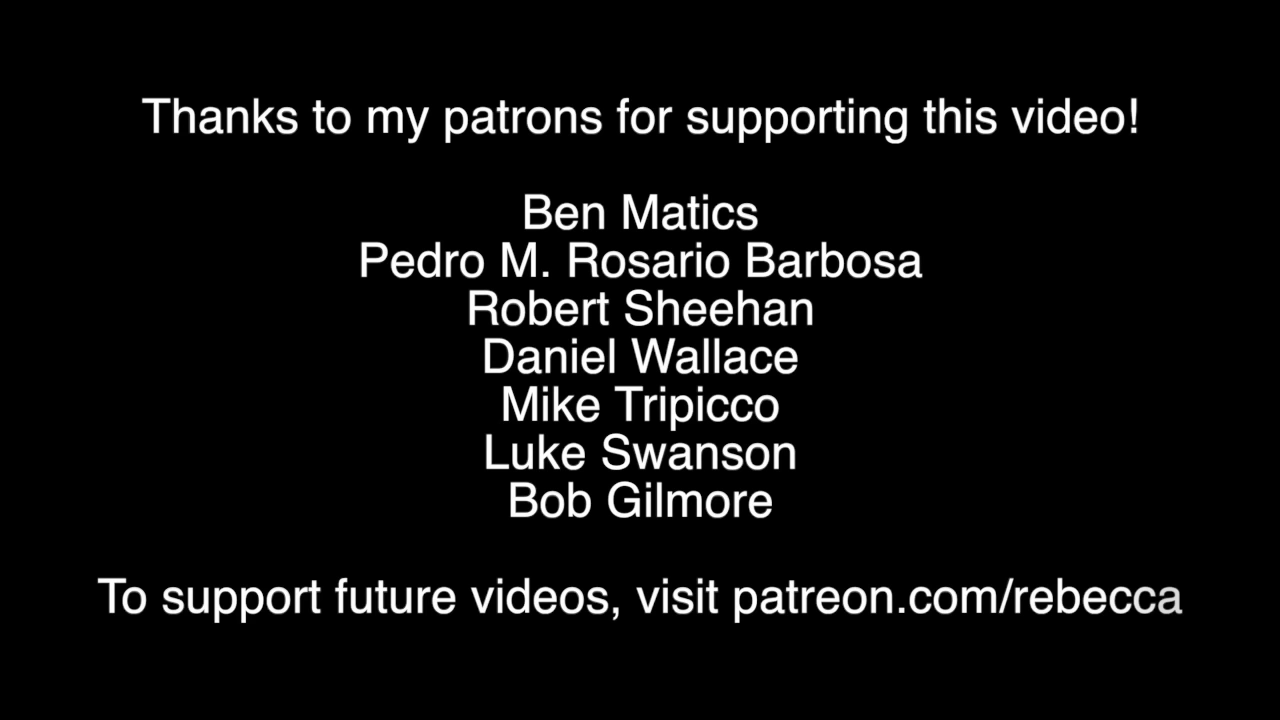 Thanks to my patrons for supporting this video!
Ben Matics
Pedro M. Rosario Barbosa
Robert Sheehan
Daniel Wallace
Mike Tripicco
Luke Swanson
Bob Gilmore
To support future videos, visit patreon.com/rebecca